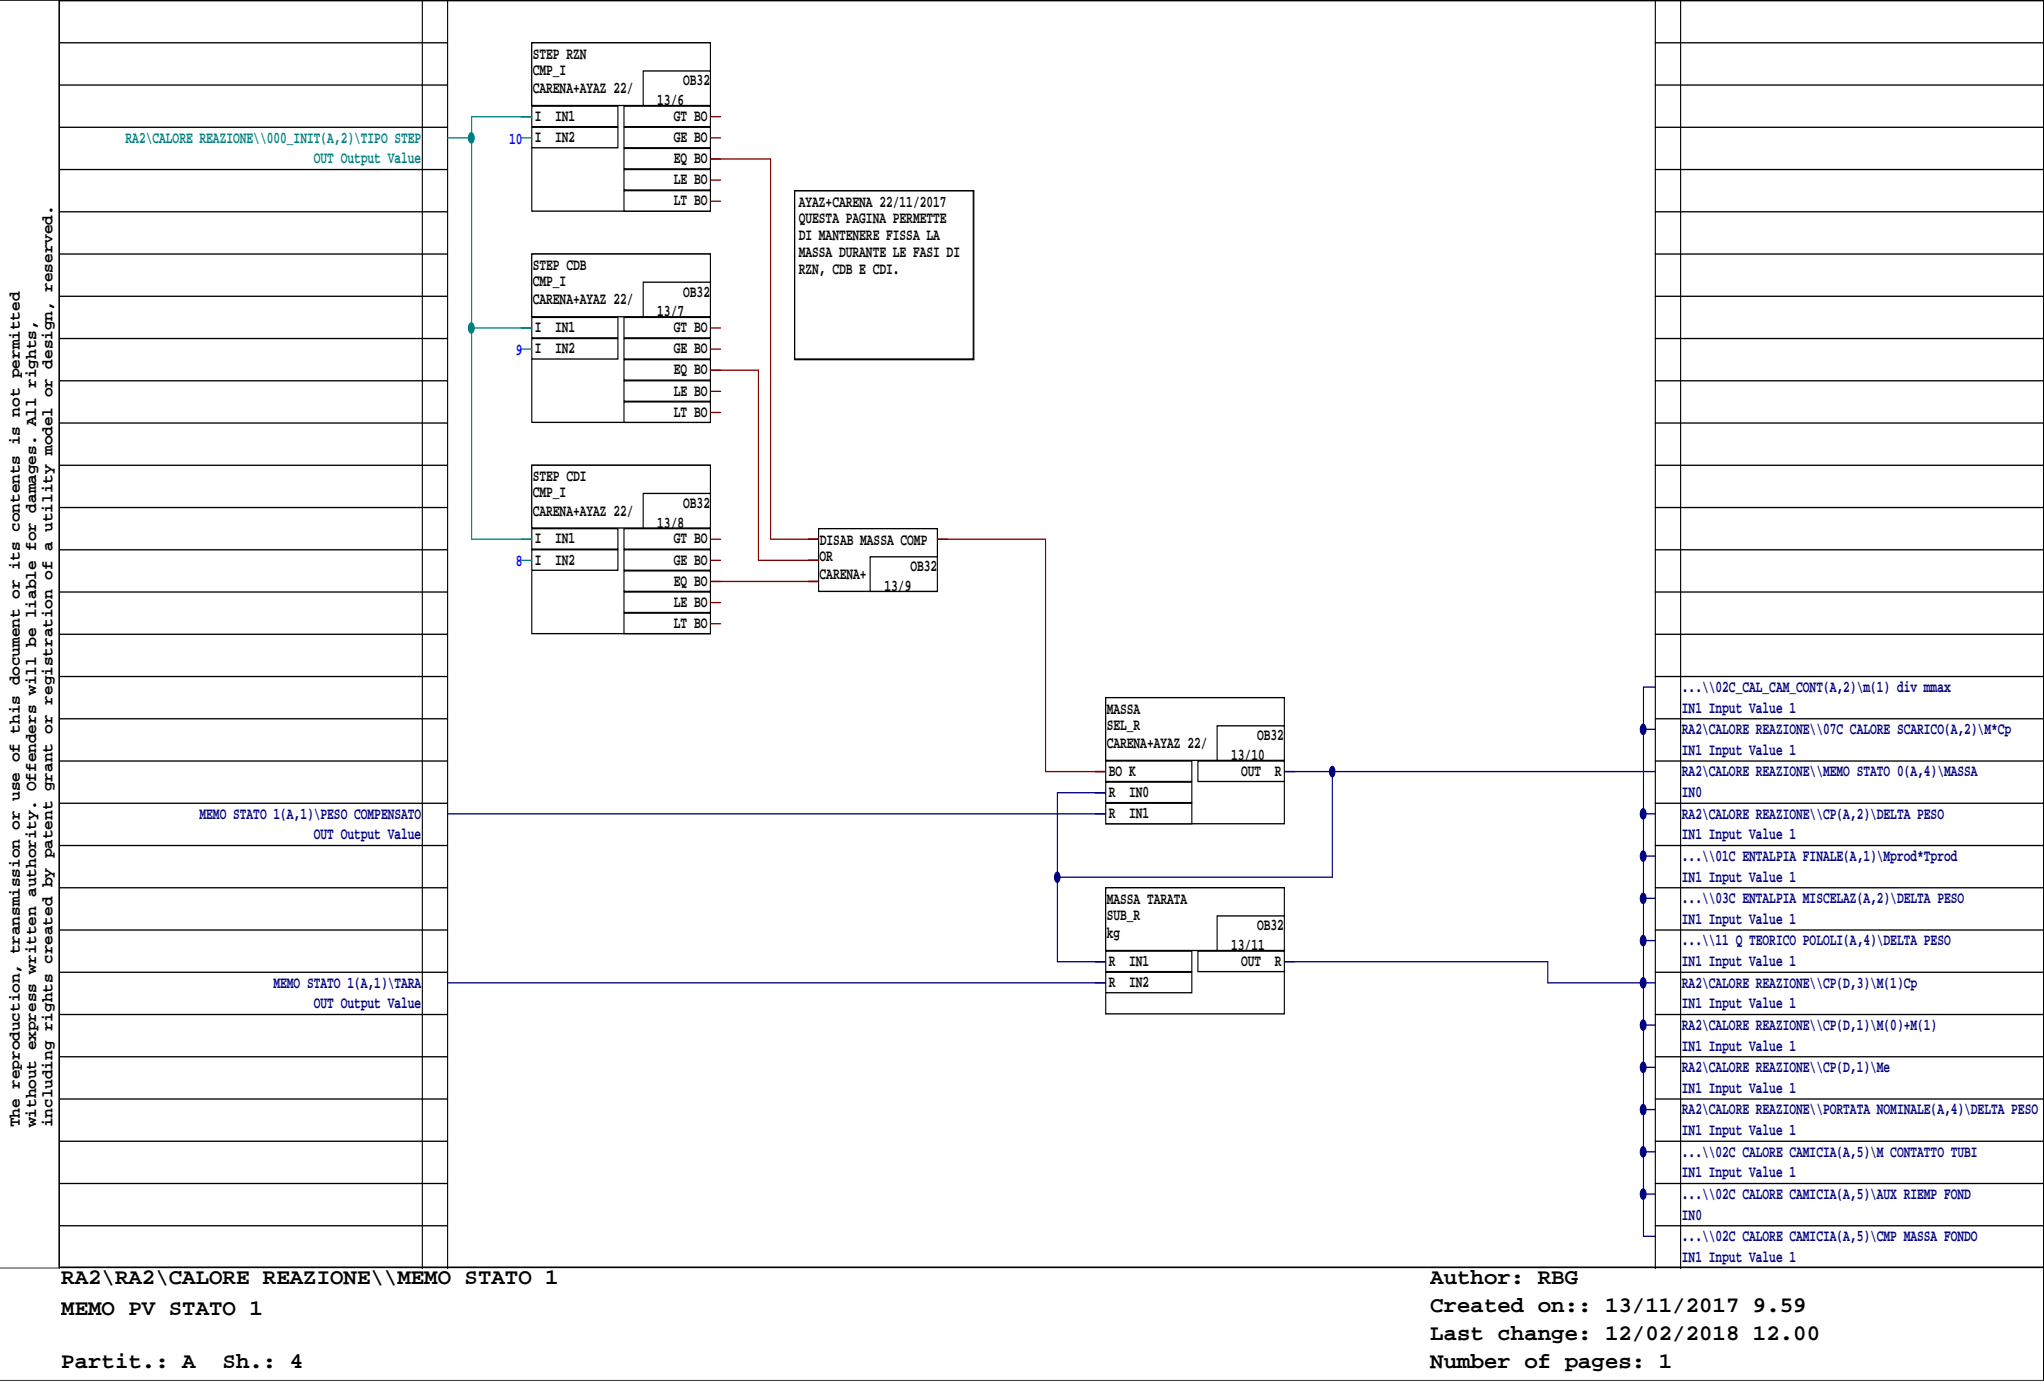 The reproduction, transmission or use of this document or its contents is not permitted
without express written authority. Offenders will be liable for damages. All rights,
including rights created by patent grant or registration of a utility model or design, reserved.
RA2\CALORE REAZIONE\\000_INIT(A,2)\TIPO STEP
OUT Output Value
MEMO STATO 1(A,1)\PESO COMPENSATO
OUT Output Value
MEMO STATO 1(A,1)\TARA
OUT Output Value
STEP RZN
CMP_I
CARENA+AYAZ 22/
OB32
13/6
I IN1
10
I IN2
GT BO
GE BO
EQ BO
LE BO
LT BO
STEP CDB
CMP_I
CARENA+AYAZ 22/
OB32
13/7
I IN1
9
I IN2
GT BO
GE BO
EQ BO
LE BO
LT BO
STEP CDI
CMP_I
CARENA+AYAZ 22/
OB32
13/8
I IN1
8
I IN2
GT BO
GE BO
EQ BO
LE BO
LT BO
AYAZ+CARENA 22/11/2017
QUESTA PAGINA PERMETTE
DI MANTENERE FISSA LA
MASSA DURANTE LE FASI DI
RZN, CDB E CDI.
DISAB MASSA COMP
OR
CARENA+
OB32
13/9
MASSA
SEL_R
CARENA+AYAZ 22/
OB32
13/10
BO K
R IN0
R IN1
OUT R
MASSA TARATA
SUB_R
kg
OB32
13/11
R IN1
R IN2
OUT R
...\\02C_CAL_CAM_CONT(A,2)\m(1) div mmax
IN1 Input Value 1
RA2\CALORE REAZIONE\\07C CALORE SCARICO(A,2)\M*Cp
IN1 Input Value 1
RA2\CALORE REAZIONE\\MEMO STATO 0(A,4)\MASSA
IN0
RA2\CALORE REAZIONE\\CP(A,2)\DELTA PESO
IN1 Input Value 1
...\\01C ENTALPIA FINALE(A,1)\Mprod*Tprod
IN1 Input Value 1
...\\03C ENTALPIA MISCELAZ(A,2)\DELTA PESO
IN1 Input Value 1
...\\11 Q TEORICO POLOLI(A,4)\DELTA PESO
IN1 Input Value 1
RA2\CALORE REAZIONE\\CP(D,3)\M(1)Cp
IN1 Input Value 1
RA2\CALORE REAZIONE\\CP(D,1)\M(0)+M(1)
IN1 Input Value 1
RA2\CALORE REAZIONE\\CP(D,1)\Me
IN1 Input Value 1
RA2\CALORE REAZIONE\\PORTATA NOMINALE(A,4)\DELTA PESO
IN1 Input Value 1
...\\02C CALORE CAMICIA(A,5)\M CONTATTO TUBI
IN1 Input Value 1
...\\02C CALORE CAMICIA(A,5)\AUX RIEMP FOND
IN0
...\\02C CALORE CAMICIA(A,5)\CMP MASSA FONDO
IN1 Input Value 1
RA2\RA2\CALORE REAZIONE\\MEMO STATO 1
MEMO PV STATO 1
Partit.: A Sh.: 4
Author: RBG
Created on:: 13/11/2017 9.59
Last change: 12/02/2018 12.00
Number of pages: 1